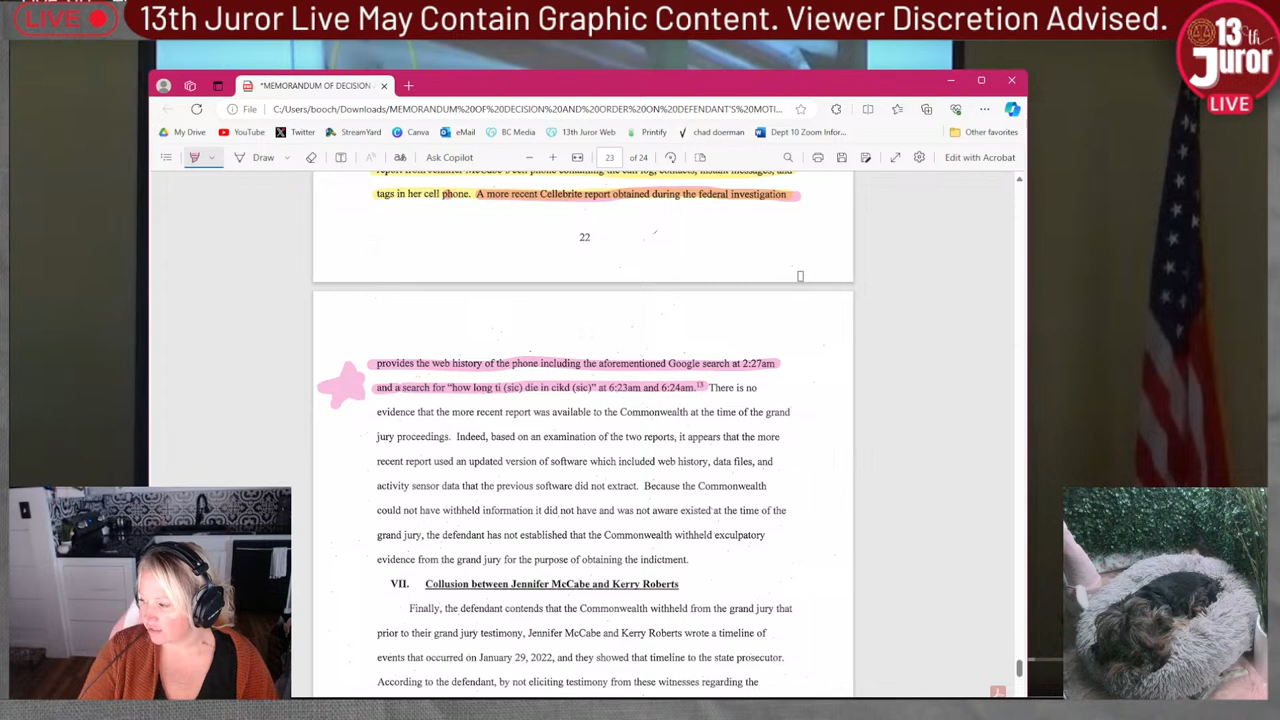 LIVE
13th Juror Live May Contain Graphic Content. Viewer Discretion Advised.
13th
Juror
LIVE
*MEMORANDUM OF DECISION
File
C:/Users/booch/Downloads/MEMORANDUM%20OF%20DECISION%20AND%20ORDER%20ON%20DEFENDANT'S%20MOTI...
My Drive
YouTube
Twitter
StreamYard
Canva
eMail
BC Media
13th Juror Web
Printify
chad doerman
Dept 10 Zoom Infor...
Other favorites
Draw
Ask Copilot
23
of 24
Edit with Acrobat
report from Jennifer McCabe's cell phone containing the call log, contacts, instant messages, and
tags in her cell phone. A more recent Cellebrite report obtained during the federal investigation
22
provides the web history of the phone including the aforementioned Google search at 2:27am
and a search for "how long ti (sic) die in cikd (sic)" at 6:23am and 6:24am.13 There is no
evidence that the more recent report was available to the Commonwealth at the time of the grand
jury proceedings. Indeed, based on an examination of the two reports, it appears that the more
recent report used an updated version of software which included web history, data files, and
activity sensor data that the previous software did not extract. Because the Commonwealth
could not have withheld information it did not have and was not aware existed at the time of the
grand jury, the defendant has not established that the Commonwealth withheld exculpatory
evidence from the grand jury for the purpose of obtaining the indictment.
VII. Collusion between Jennifer McCabe and Kerry Roberts
Finally, the defendant contends that the Commonwealth withheld from the grand jury that
prior to their grand jury testimony, Jennifer McCabe and Kerry Roberts wrote a timeline of
events that occurred on January 29, 2022, and they showed that timeline to the state prosecutor.
According to the defendant, by not eliciting testimony from these witnesses regarding the